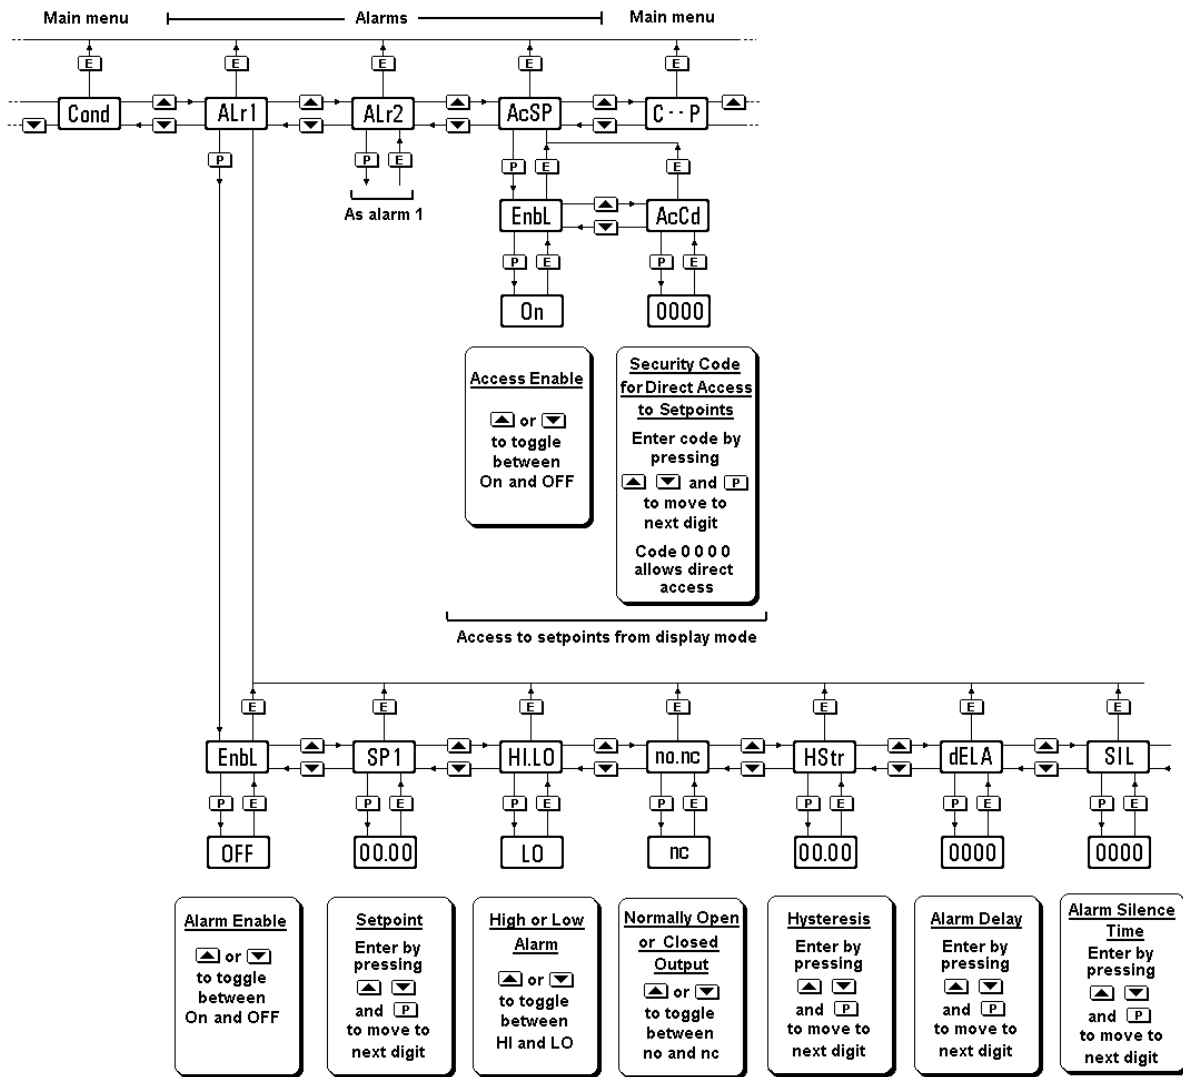 Main menu
Alarms
Main menu
E E E E E
Cond ALr1 ALr2 AcSP C--P
P P E P E E
As alarm 1
EnbL AcCd
P E P E
On 0000
Access Enable
or
to toggle
between
On and OFF
Security Code
for Direct Access
to Setpoints
Enter code by
pressing
and P
to move to
next digit
Code 0 0 0 0
allows direct
access
Access to setpoints from display mode
E E E E E E E
EnbL SP1 HI.LO no.nc HStr dELA SIL
P E P E P E P E P E P E P E
OFF 00.00 LO nc 00.00 0000 0000
Alarm Enable
or
to toggle
between
On and OFF
Setpoint
Enter by
pressing
and P
to move to
next digit
High or Low
Alarm
or
to toggle
between
HI and LO
Normally Open
or Closed
Output
or
to toggle
between
no and nc
Hysteresis
Enter by
pressing
and P
to move to
next digit
Alarm Delay
Enter by
pressing
and P
to move to
next digit
Alarm Silence
Time
Enter by
pressing
and P
to move to
next digit